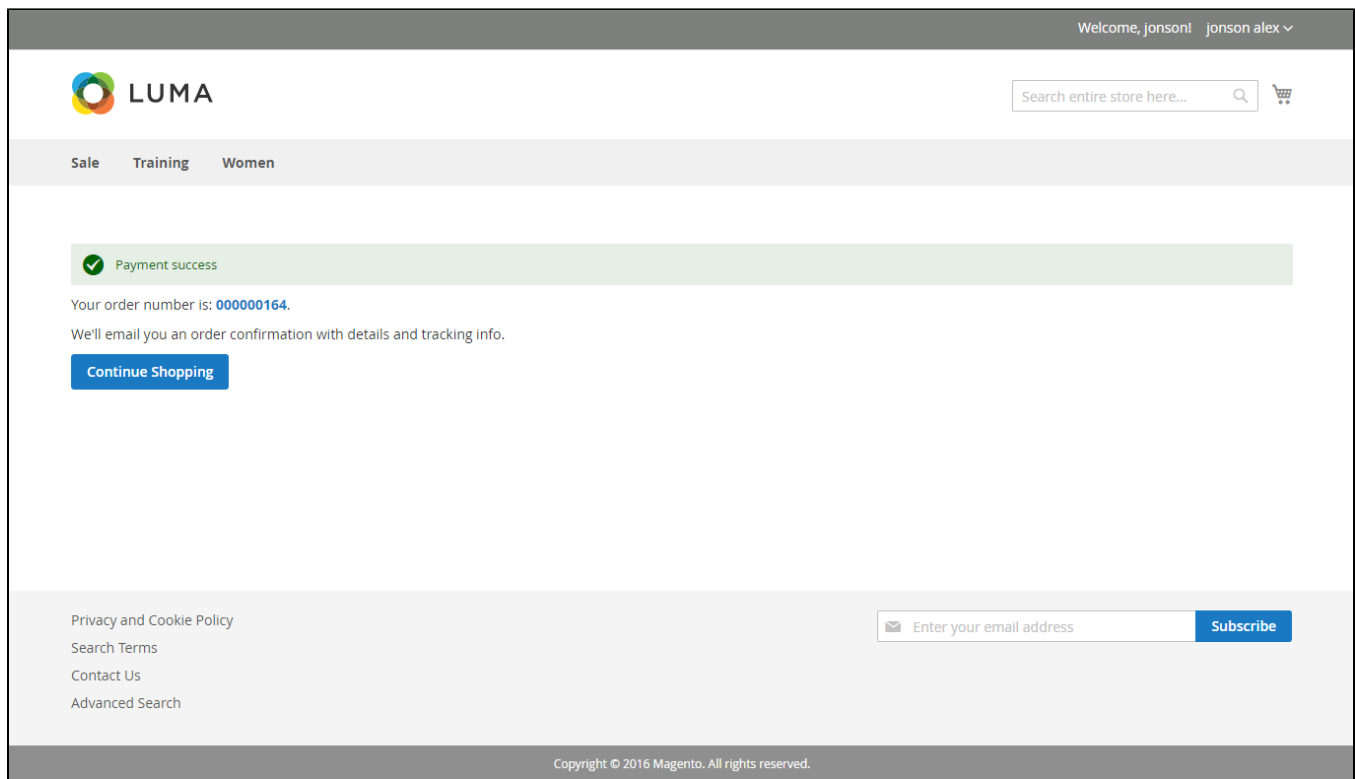 Welcome, jonson! jonson alex
LUMA
Search entire store here...
Sale Training Women
Payment success
Your order number is: 000000164.
We'll email you an order confirmation with details and tracking info.
Continue Shopping
Privacy and Cookie Policy
Search Terms
Contact Us
Advanced Search
Enter your email address Subscribe
Copyright © 2016 Magento. All rights reserved.